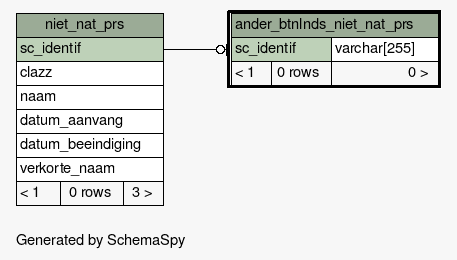 niet_nat_prs
sc_identif
clazz
naam
datum_aanvang
datum_beeindiging
verkorte_naam
< 1 0 rows 3 >
ander_btnlnds_niet_nat_prs
sc_identif varchar[255]
< 1 0 rows 0 >
Generated by SchemaSpy